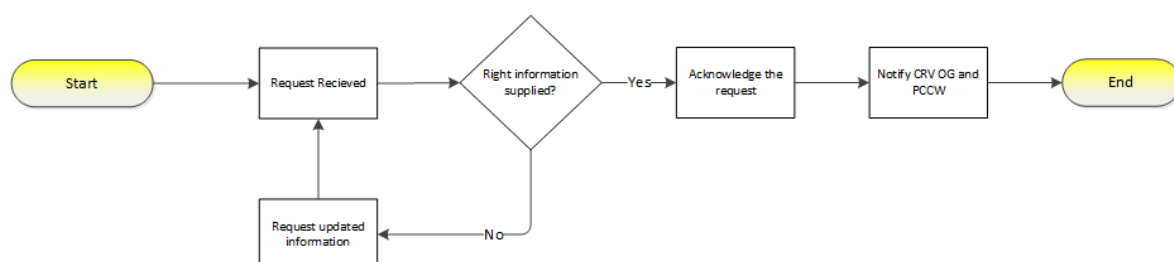 Start
Request Recieved
Right information
supplied?
Yes
Acknowledge the
request
Notify CRV OG and
PCCW
End
No
Request updated
information